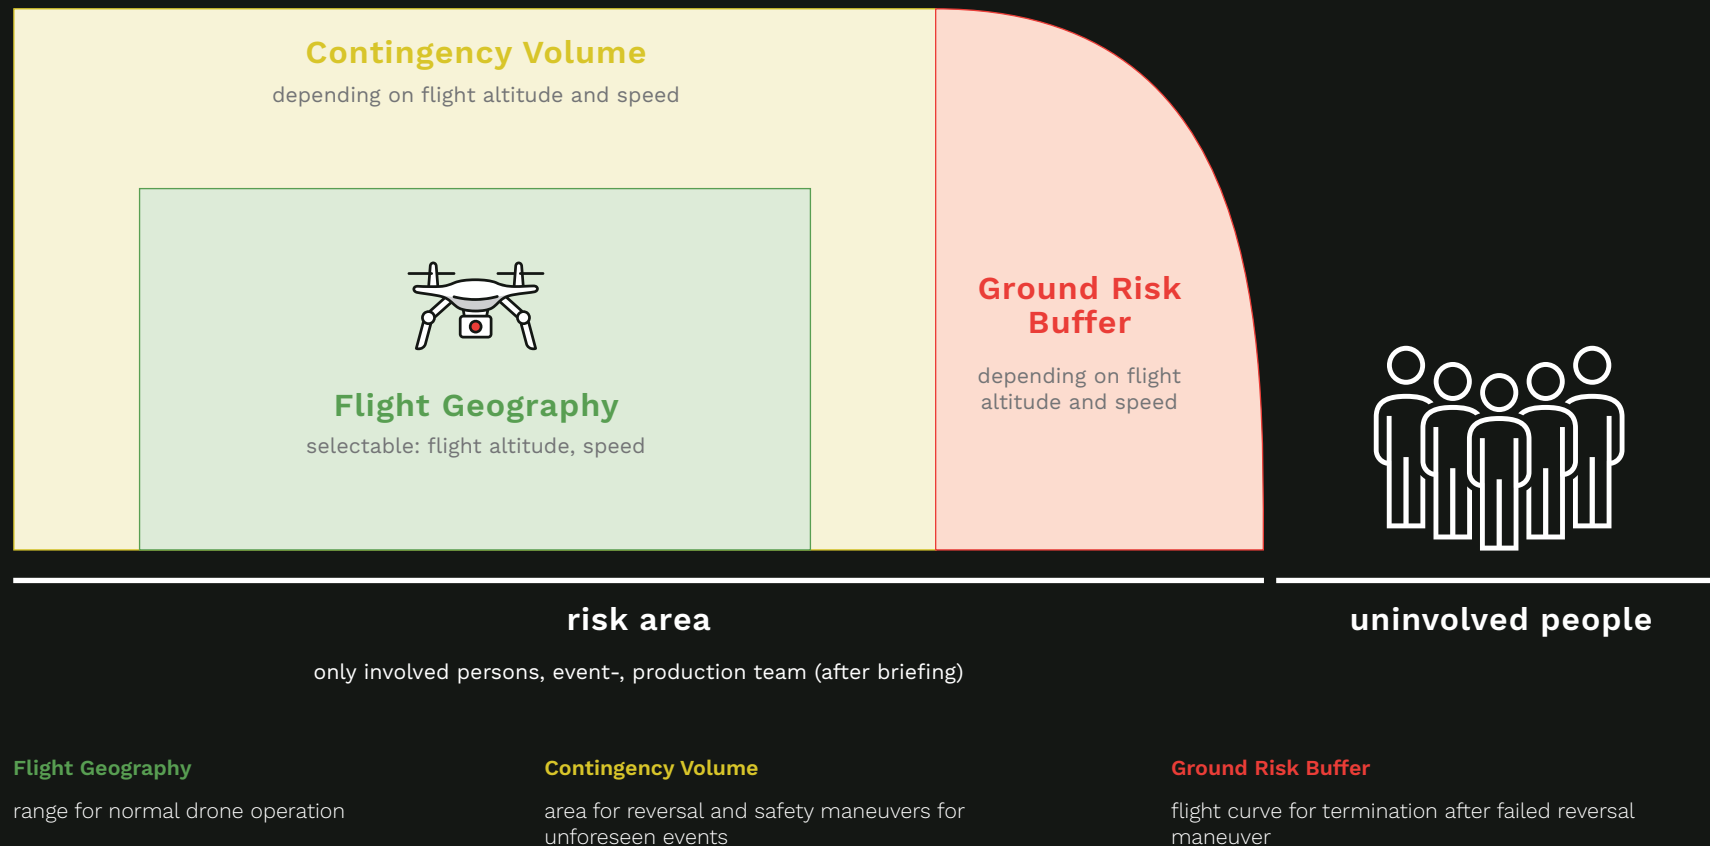 Contingency Volume
depending on flight altitude and speed
Ground Risk
Buffer
depending on flight
altitude and speed
Flight Geography
selectable: flight altitude, speed
risk area
uninvolved people
only involved persons, event-, production team (after briefing)
Flight Geography
range for normal drone operation
Contingency Volume
area for reversal and safety maneuvers for
unforeseen events
Ground Risk Buffer
flight curve for termination after failed reversal
maneuver